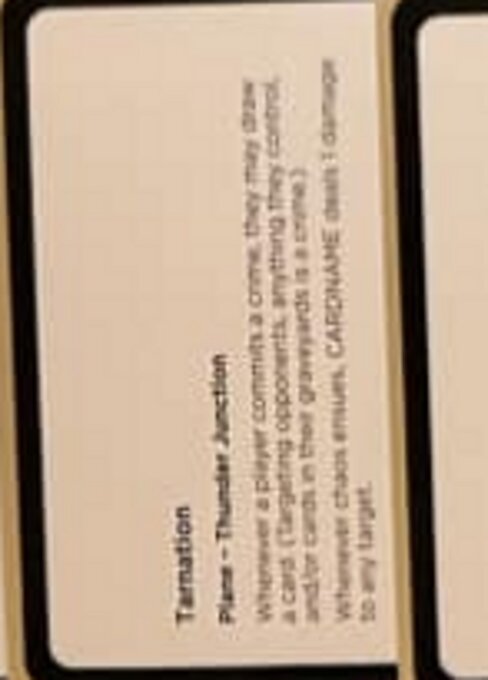 Tarnation
Plane - Thunder Junction
Whenever a player commits a crime, they may draw
a card. (Targeting opponents, anything they control,
and/or cards in their graveyards is a crime.)
Whenever chaos ensues, CARDNAME deals 1 damage
to any target.